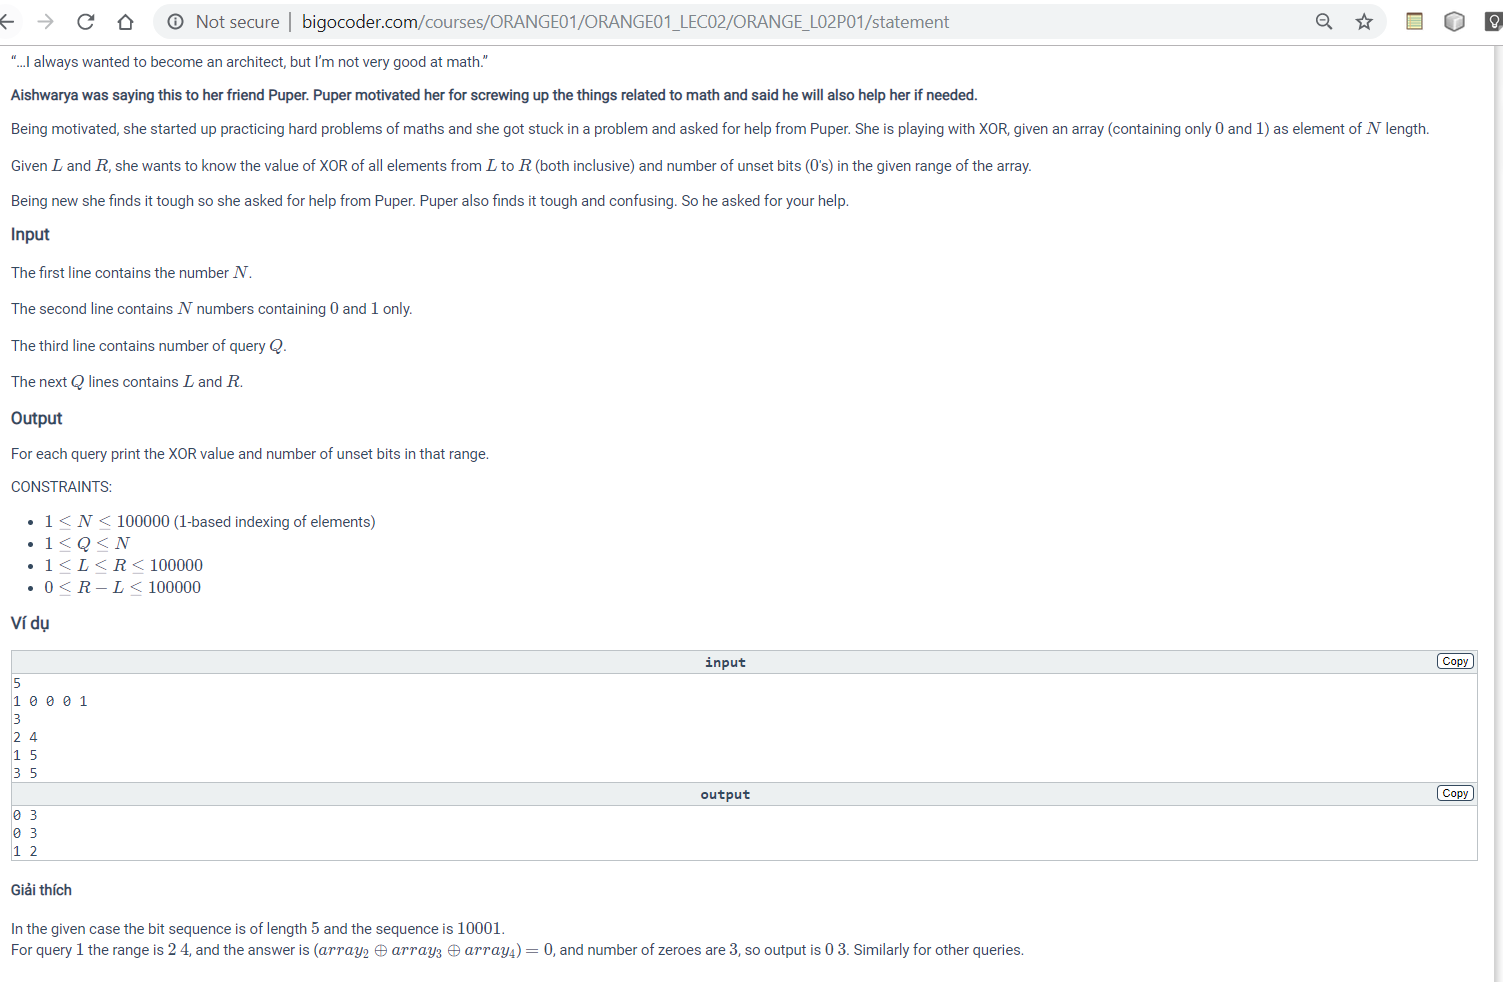 Not secure | bigocoder.com/courses/ORANGE01/ORANGE01_LEC02/ORANGE_L02P01/statement
“...I always wanted to become an architect, but I’m not very good at math.”
Aishwarya was saying this to her friend Puper. Puper motivated her for screwing up the things related to math and said he will also help her if needed.
Being motivated, she started up practicing hard problems of maths and she got stuck in a problem and asked for help from Puper. She is playing with XOR, given an array (containing only 0 and 1) as element of N length.
Given L and R, she wants to know the value of XOR of all elements from L to R (both inclusive) and number of unset bits (0's) in the given range of the array.
Being new she finds it tough so she asked for help from Puper. Puper also finds it tough and confusing. So he asked for your help.
Input
The first line contains the number N.
The second line contains N numbers containing 0 and 1 only.
The third line contains number of query Q.
The next Q lines contains L and R.
Output
For each query print the XOR value and number of unset bits in that range.
CONSTRAINTS:
• 1 ≤ N ≤ 100000 (1-based indexing of elements)
• 1 ≤ Q ≤ N
• 1 ≤ L ≤ R ≤ 100000
• 0 ≤ R − L ≤ 100000
Ví dụ
input Copy
5
1 0 0 0 1
3
2 4
1 5
3 5
output Copy
0 3
0 3
1 2
Giải thích
In the given case the bit sequence is of length 5 and the sequence is 10001.
For query 1 the range is 2 4, and the answer is (array₂ ⊕ array₃ ⊕ array₄) = 0, and number of zeroes are 3, so output is 0 3. Similarly for other queries.